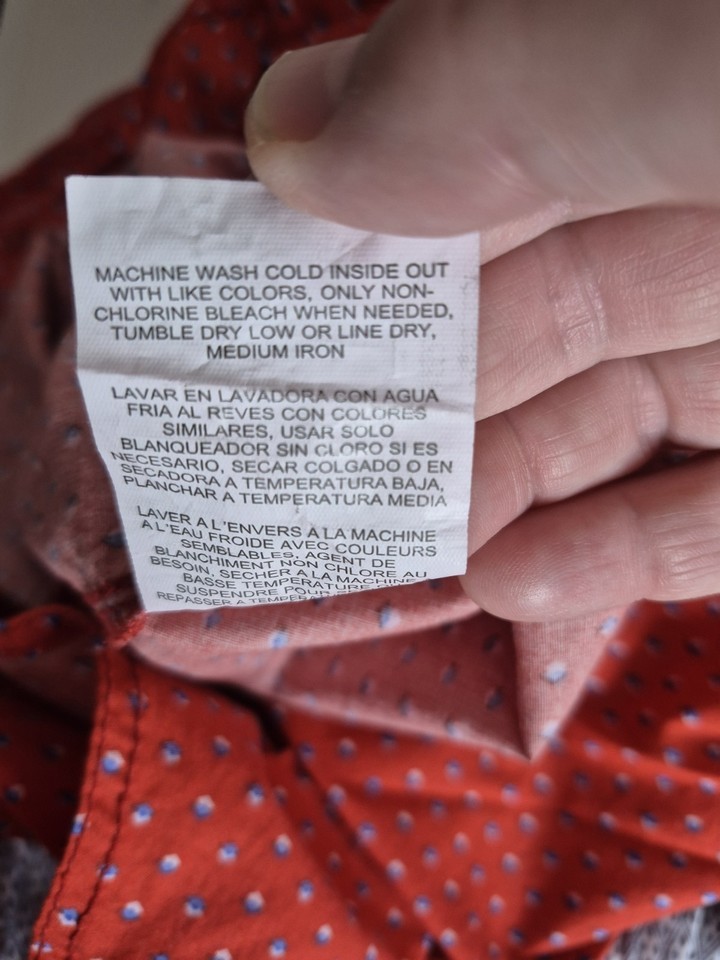 MACHINE WASH COLD INSIDE OUT
WITH LIKE COLORS, ONLY NON-
CHLORINE BLEACH WHEN NEEDED,
TUMBLE DRY LOW OR LINE DRY,
MEDIUM IRON
LAVAR EN LAVADORA CON AGUA
FRIA AL REVES CON COLORES
SIMILARES, USAR SOLO
BLANQUEADOR SIN CLORO SI ES
NECESARIO, SECAR COLGADO O EN
SECADORA A TEMPERATURA BAJA,
PLANCHAR A TEMPERATURA MEDIA
LAVER A L'ENVERS A LA MACHINE
A L'EAU FROIDE AVEC COULEURS
SEMBLABLES, AGENT DE
BLANCHIMENT NON CHLORE AU
BESOIN, SECHER A LA MACHINE
BASSE TEMPERATURE
SUSPENDRE POUR
REPASSER A